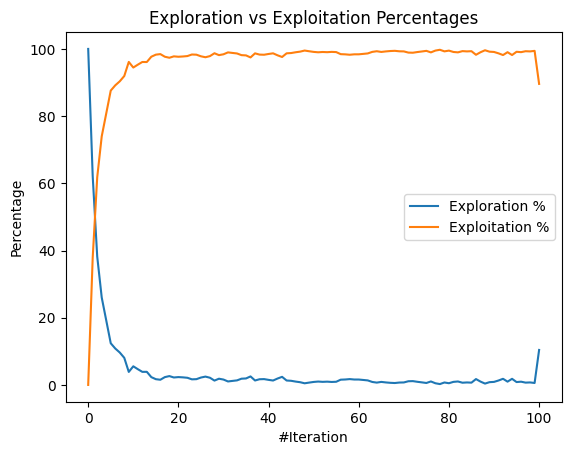 Exploration vs Exploitation Percentages
100
80
60
40
20
0
Percentage
Exploration %
Exploitation %
0 20 40 60 80 100
#Iteration